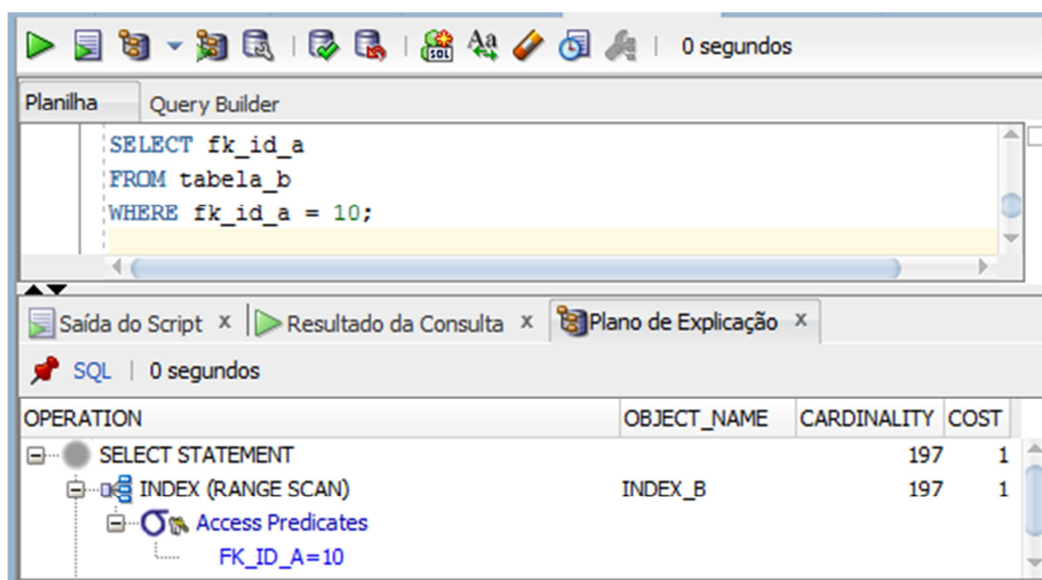 0 segundos
Planilha Query Builder
SELECT fk_id_a
FROM tabela_b
WHERE fk_id_a = 10;
Saída do Script x Resultado da Consulta x Plano de Explicação x
SQL | 0 segundos
OPERATION OBJECT_NAME CARDINALITY COST
SELECT STATEMENT 197 1
INDEX (RANGE SCAN) INDEX_B 197 1
Access Predicates
FK_ID_A=10